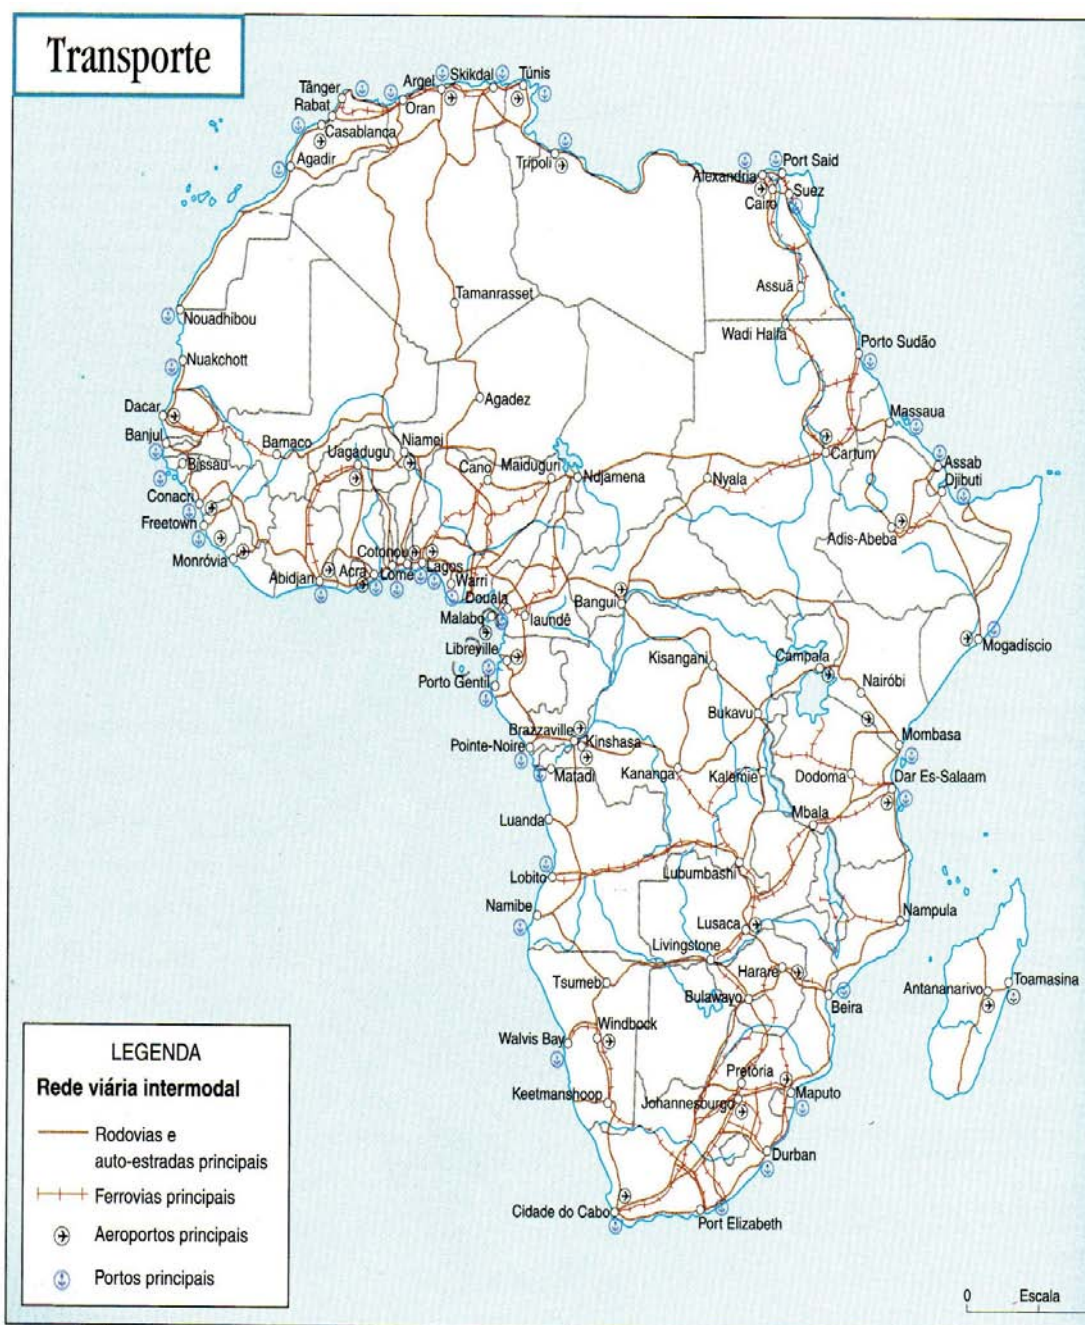 Transporte
Tânger
Rabat
Casablança
Agadir
Argel
Oran
Skikdal
Túnis
Trípoli
Alexandria
Port Said
Cairo
Suez
Assuã
Wadi Halfa
Tamanrasset
Nouadhibou
Nuakchott
Agadez
Porto Sudão
Massaua
Dacar
Banjul
Bissau
Bamaco
Uagadugu
Niamei
Cano
Maiduguri
Ndjamena
Nyala
Cartum
Assab
Djibuti
Adis-Abeba
Conacri
Freetown
Monróvia
Abidjan
Acra
Lomé
Cotonou
Lagos
Warri
Douala
Malabo
Iaundê
Bangui
Libreville
Porto Gentil
Kisangani
Campala
Nairóbi
Mogadíscio
Bukavu
Mombasa
Brazzaville
Kinshasa
Pointe-Noire
Matadi
Kananga
Kalemie
Dodoma
Dar Es-Salaam
Luanda
Mbala
Lobito
Lubumbashi
Namibe
Lusaca
Nampula
Livingstone
Harare
Tsumeb
Bulawayo
Beira
Antananarivo
Toamasina
Walvis Bay
Windbock
Pretória
Keetmanshoop
Johannesburgo
Maputo
Durban
Cidade do Cabo
Port Elizabeth
LEGENDA
Rede viária intermodal
Rodovias e
auto-estradas principais
Ferrovias principais
Aeroportos principais
Portos principais
0 Escala